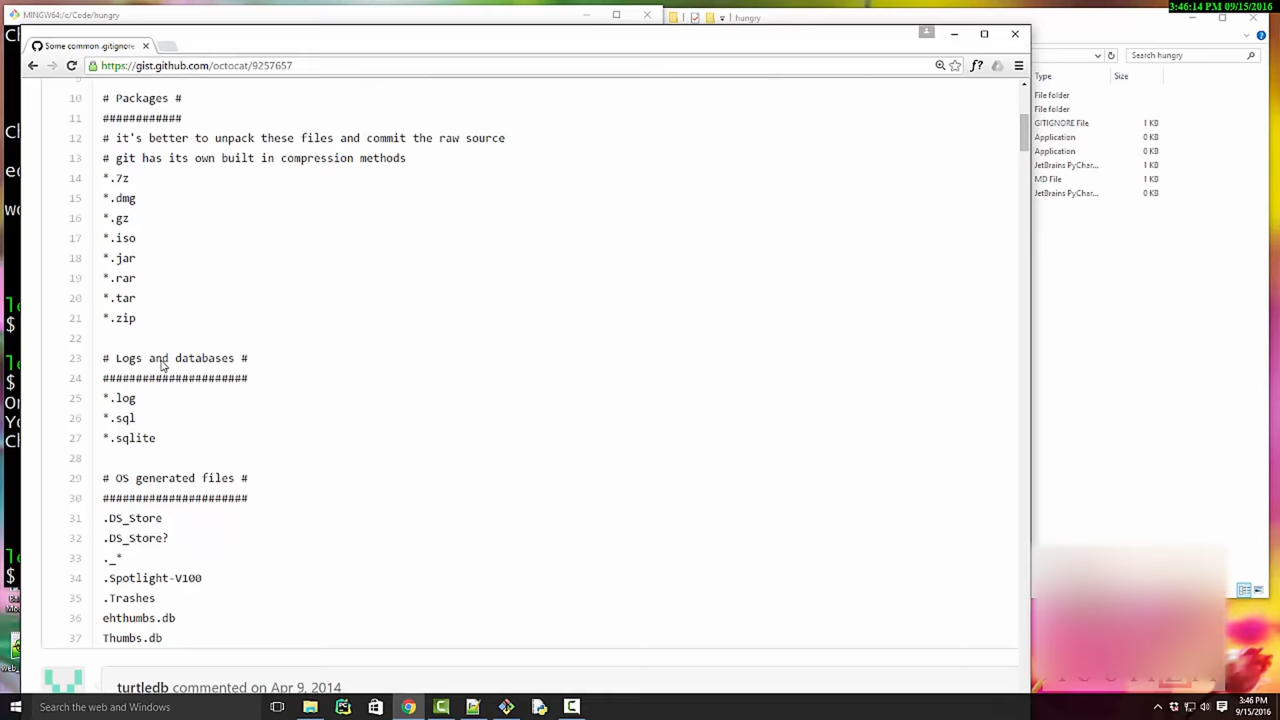 MINGW64:/c/Code/hungry
hungry
3:46:14 PM 09/15/2016
Some common .gitignore
https://gist.github.com/octocat/9257657
Search hungry
Type Size
File folder
File folder
GITIGNORE File 1 KB
Application 0 KB
Application 0 KB
JetBrains PyChar... 1 KB
MD File 1 KB
JetBrains PyChar... 0 KB
10 # Packages #
11 ############
12 # it's better to unpack these files and commit the raw source
13 # git has its own built in compression methods
14 *.7z
15 *.dmg
16 *.gz
17 *.iso
18 *.jar
19 *.rar
20 *.tar
21 *.zip
22
23 # Logs and databases #
24 ######################
25 *.log
26 *.sql
27 *.sqlite
28
29 # OS generated files #
30 ######################
31 .DS_Store
32 .DS_Store?
33 ._*
34 .Spotlight-V100
35 .Trashes
36 ehthumbs.db
37 Thumbs.db
turtledb commented on Apr 9, 2014
Search the web and Windows
3:46 PM
9/15/2016